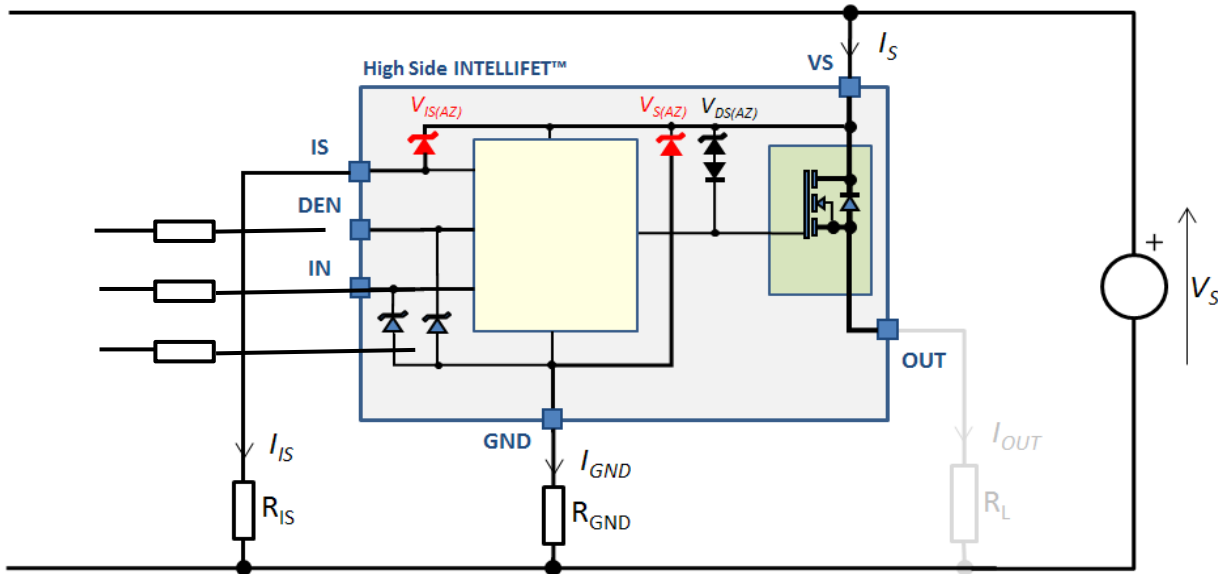 I_S
VS
High Side INTELLIFET™
V_IS(AZ)
V_S(AZ)
V_DS(AZ)
IS
DEN
IN
+
V_S
OUT
GND
I_IS
I_GND
I_OUT
R_IS
R_GND
R_L